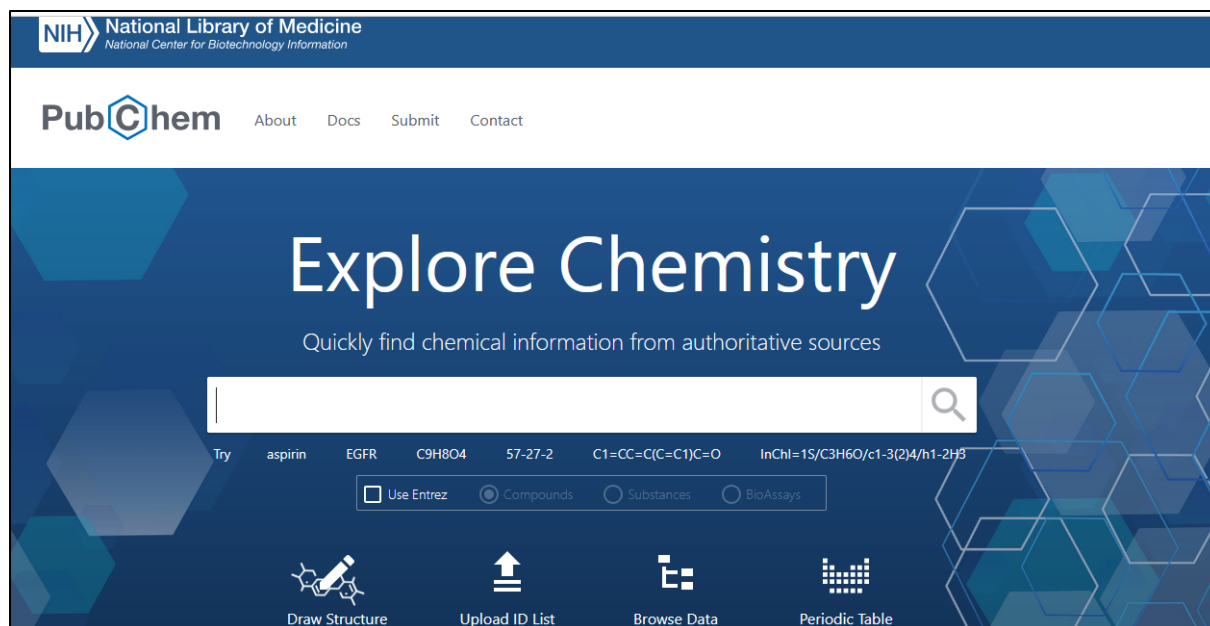 NIH National Library of Medicine
National Center for Biotechnology Information
PubChem About Docs Submit Contact
Explore Chemistry
Quickly find chemical information from authoritative sources
Try aspirin EGFR C9H8O4 57-27-2 C1=CC=C(C=C1)C=O InChI=1S/C3H6O/c1-3(2)4/h1-2H3
Use Entrez Compounds Substances BioAssays
Draw Structure Upload ID List Browse Data Periodic Table